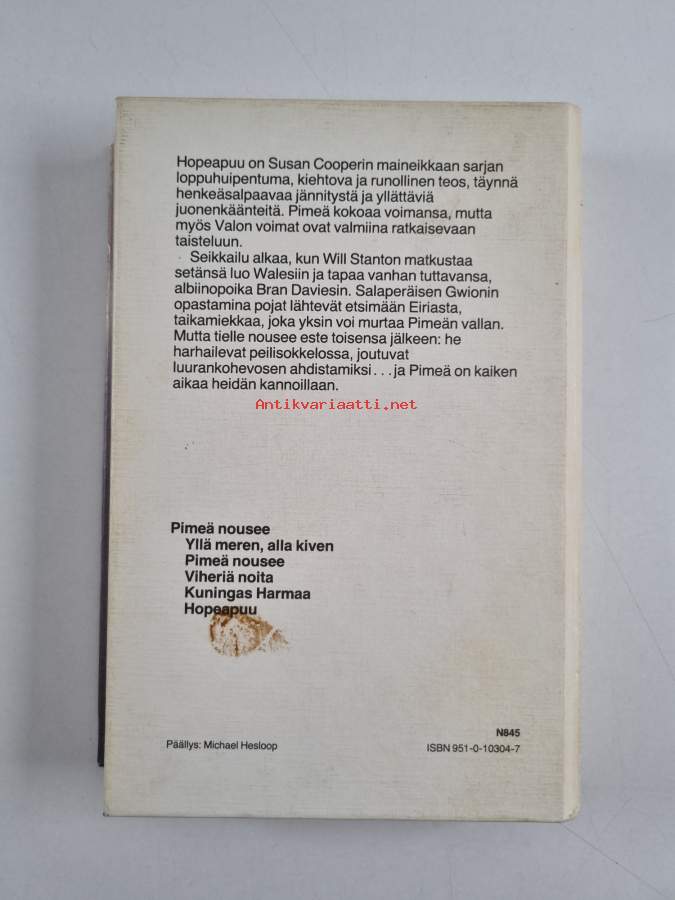 Hopeapuu on Susan Cooperin maineikkaan sarjan
loppuhuipentuma, kiehtova ja runollinen teos, täynnä
henkeäsalpaavaa jännitystä ja yllättäviä
juonenkäänteitä. Pimeä kokoaa voimansa, mutta
myös Valon voimat ovat valmiina ratkaisevaan
taisteluun.
Seikkailu alkaa, kun Will Stanton matkustaa
setänsä luo Walesiin ja tapaa vanhan tuttavansa,
albiinopoika Bran Daviesin. Salaperäisen Gwionin
opastamina pojat lähtevät etsimään Eiriasta,
taikamiekkaa, joka yksin voi murtaa Pimeän vallan.
Mutta tielle nousee este toisensa jälkeen: he
harhailevat peilisokkelossa, joutuvat
luurankohevosen ahdistamiksi...ja Pimeä on kaiken
aikaa heidän kannoillaan.
Antikvariaatti.net
Pimeä nousee
Yllä meren, alla kiven
Pimeä nousee
Viheriä noita
Kuningas Harmaa
Hopeapuu
N845
Päällys: Michael Hesloop
ISBN 951-0-10304-7